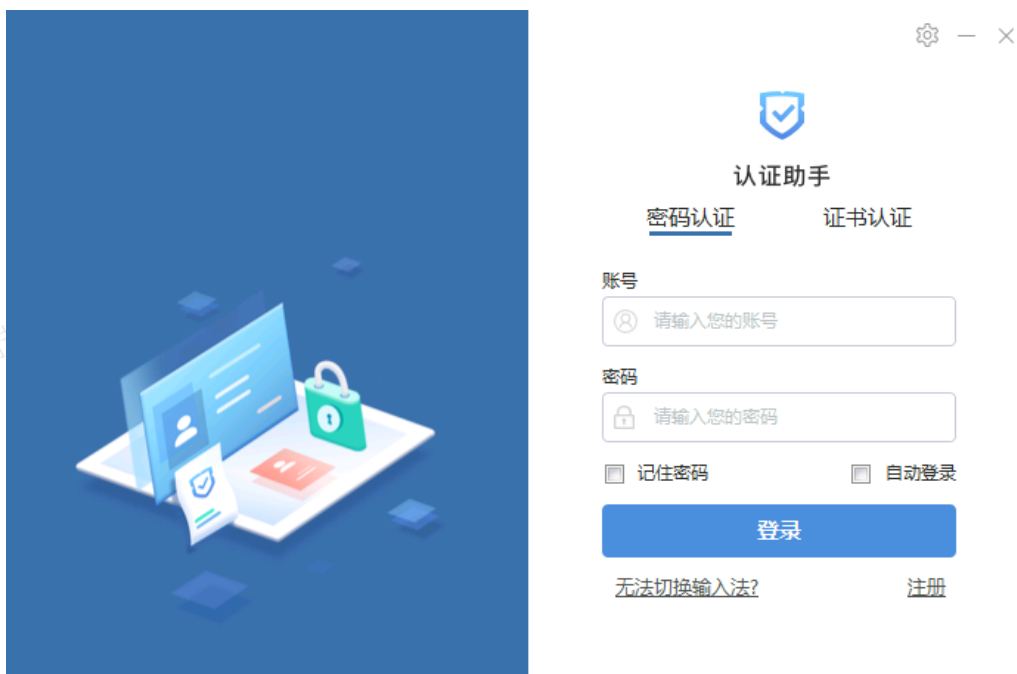 认证助手
密码认证 证书认证
账号
请输入您的账号
密码
请输入您的密码
记住密码 自动登录
登录
无法切换输入法? 注册